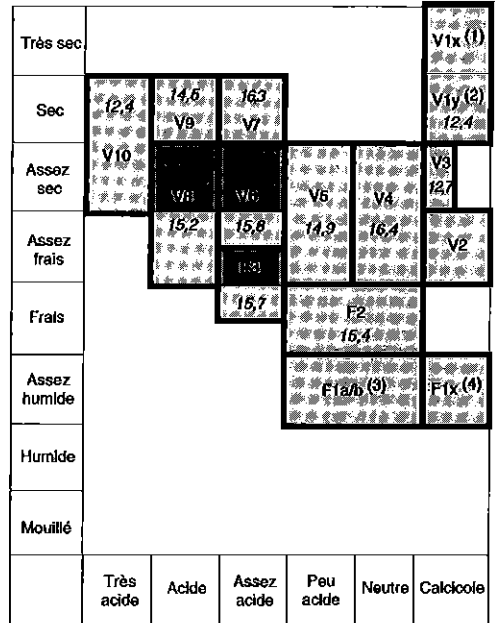 Très sec
V1x (1)
Sec
12,4
14,5
16,3
V1y (2)
V9
V7
12,4
Assez
sec
V10
V8
V6
V5
V4
V3
12,7
Assez
frais
15,2
15,8
14,9
16,4
V2
Frais
15,7
F2
15,4
Assez
humide
F1a/b (3)
F1x (4)
Humide
Mouillé
Très
acide
Acide
Assez
acide
Peu
acide
Neutre
Calcicole